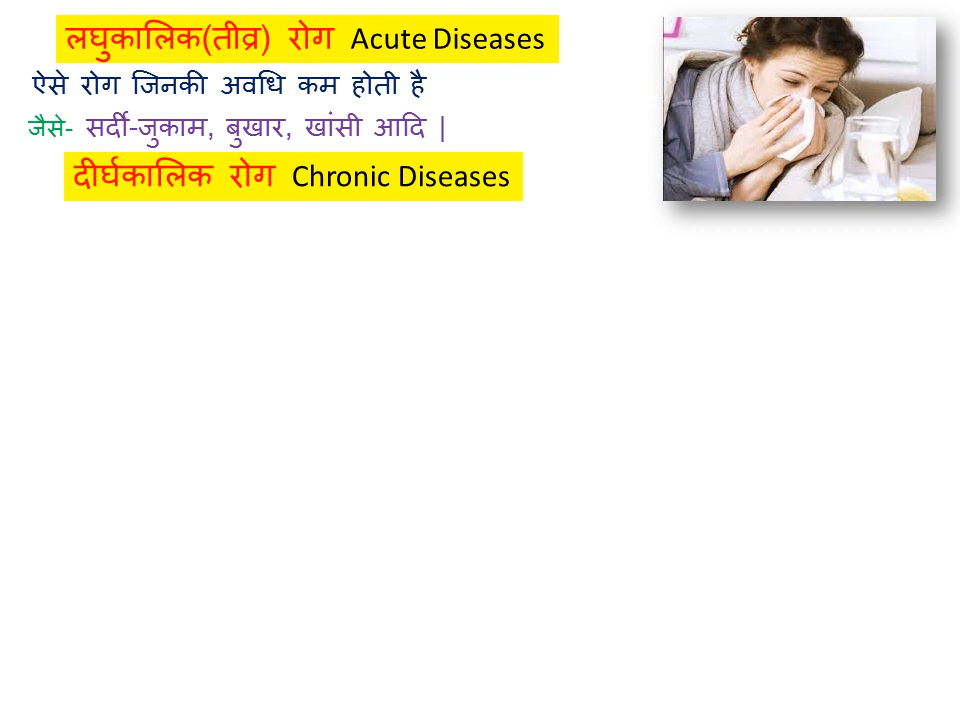 लघुकालिक(तीव्र) रोग Acute Diseases
ऐसे रोग जिनकी अवधि कम होती है
जैसे- सर्दी-जुकाम, बुखार, खांसी आदि |
दीर्घकालिक रोग Chronic Diseases